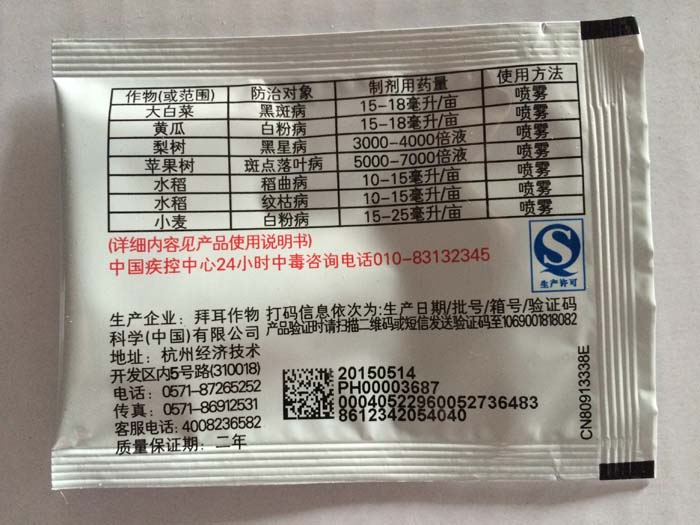 作物(或范围) 防治对象 制剂用药量 使用方法
大白菜 黑斑病 15-18毫升/亩 喷雾
黄瓜 白粉病 15-18毫升/亩 喷雾
梨树 黑星病 3000-4000倍液 喷雾
苹果树 斑点落叶病 5000-7000倍液 喷雾
水稻 稻曲病 10-15毫升/亩 喷雾
水稻 纹枯病 10-15毫升/亩 喷雾
小麦 白粉病 15-25毫升/亩 喷雾
(详细内容见产品使用说明书)
中国疾控中心24小时中毒咨询电话010-83132345
生产许可
生产企业：拜耳作物
科学(中国)有限公司
地址：杭州经济技术
开发区内5号路(310018)
电话：0571-87265252
传真：0571-86912531
客服电话:4008236582
质量保证期：二年
打码信息依次为:生产日期/批号/箱号/验证码
产品验证时请扫描二维码或短信发送验证码至1069001818082
20150514
PH00003687
00040522960052736483
8612342054040
CN80913338E